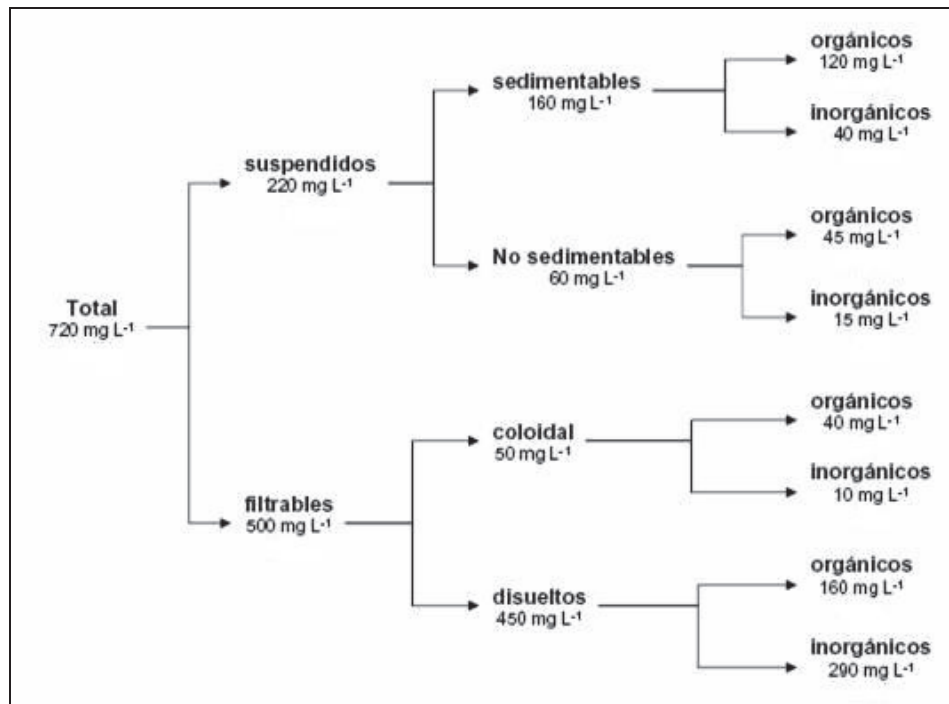 Total
720 mg L-1
suspendidos
220 mg L-1
sedimentables
160 mg L-1
orgánicos
120 mg L-1
inorgánicos
40 mg L-1
No sedimentables
60 mg L-1
orgánicos
45 mg L-1
inorgánicos
15 mg L-1
filtrables
500 mg L-1
coloidal
50 mg L-1
orgánicos
40 mg L-1
inorgánicos
10 mg L-1
disueltos
450 mg L-1
orgánicos
160 mg L-1
inorgánicos
290 mg L-1